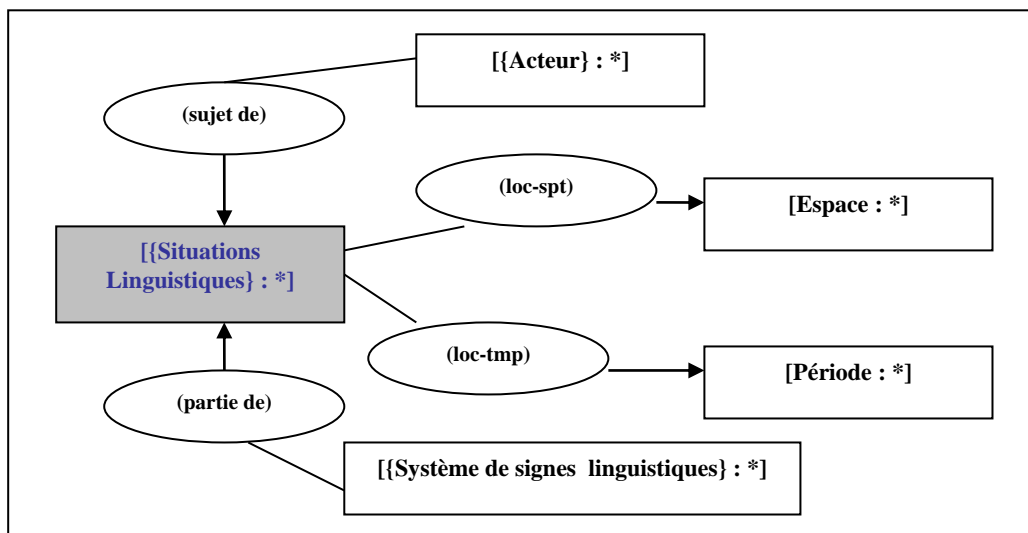 [{Acteur} : *]
(sujet de)
(loc-spt)
[Espace : *]
[{Situations
Linguistiques} : *]
(loc-tmp)
[Période : *]
(partie de)
[{Système de signes linguistiques} : *]